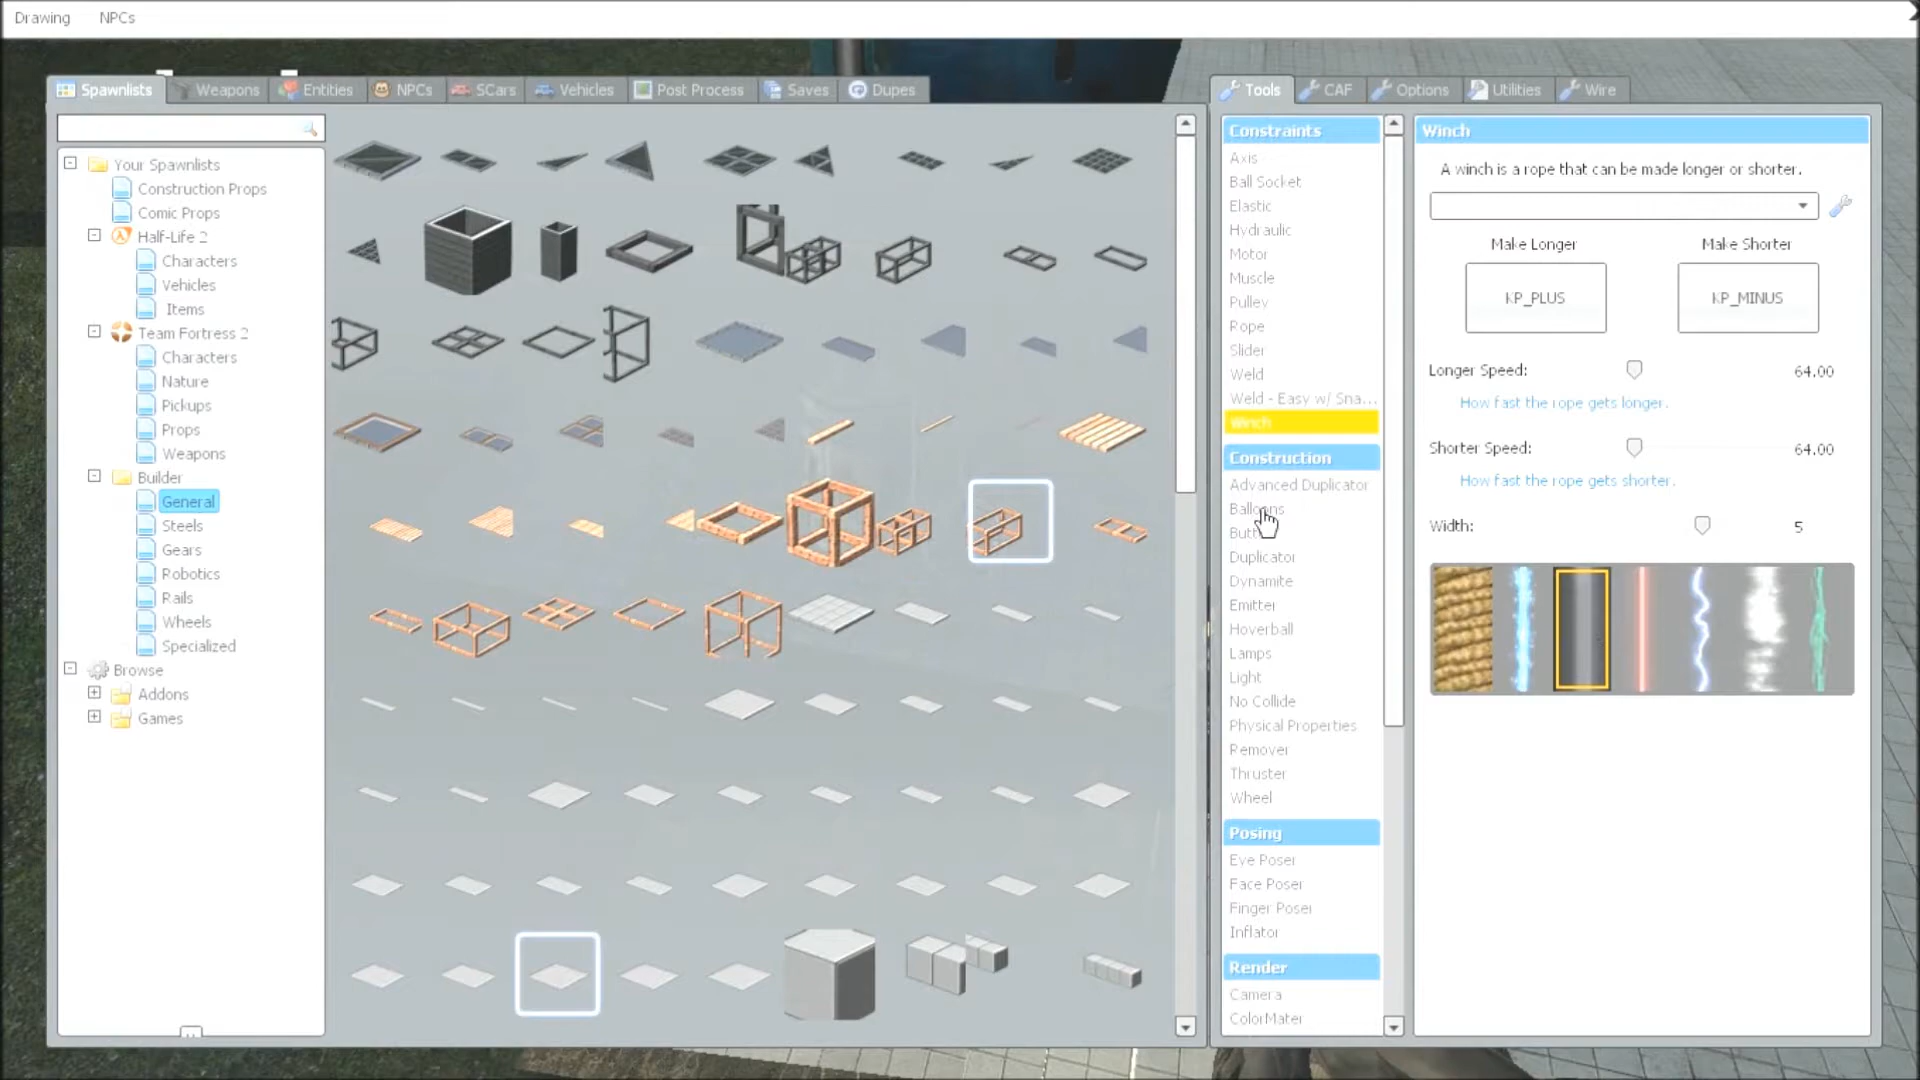 Drawing NPCs
Spawnlists Weapons Entities NPCs SCars Vehicles Post Process Saves Dupes
Your Spawnlists
Construction Props
Comic Props
Half-Life 2
Characters
Vehicles
Items
Team Fortress 2
Characters
Nature
Pickups
Props
Weapons
Builder
General
Steels
Gears
Robotics
Rails
Wheels
Specialized
Browse
Addons
Games
Tools CAF Options Utilities Wire
Constraints
Axis
Ball Socket
Elastic
Hydraulic
Motor
Muscle
Pulley
Rope
Slider
Weld
Weld - Easy w/ Sna...
Winch
Construction
Advanced Duplicator
Balloons
Duplicator
Dynamite
Emitter
Hoverball
Lamps
Light
No Collide
Physical Properties
Remover
Thruster
Wheel
Posing
Eye Poser
Face Poser
Finger Poser
Inflator
Render
Camera
ColorMater
Winch
A winch is a rope that can be made longer or shorter.
Make Longer Make Shorter
KP_PLUS KP_MINUS
Longer Speed: 64.00
How fast the rope gets longer.
Shorter Speed: 64.00
How fast the rope gets shorter.
Width: 5